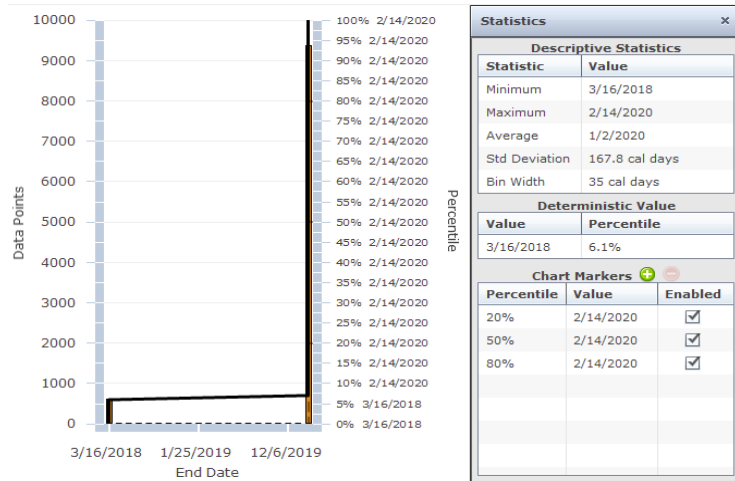 10000
9000
8000
7000
6000
5000
4000
3000
2000
1000
0
Data Points
100% 2/14/2020
95% 2/14/2020
90% 2/14/2020
85% 2/14/2020
80% 2/14/2020
75% 2/14/2020
70% 2/14/2020
65% 2/14/2020
60% 2/14/2020
55% 2/14/2020
50% 2/14/2020
45% 2/14/2020
40% 2/14/2020
35% 2/14/2020
30% 2/14/2020
25% 2/14/2020
20% 2/14/2020
15% 2/14/2020
10% 2/14/2020
5% 3/16/2018
0% 3/16/2018
Percentile
3/16/2018 1/25/2019 12/6/2019
End Date
Statistics ×
Descriptive Statistics
Statistic Value
Minimum 3/16/2018
Maximum 2/14/2020
Average 1/2/2020
Std Deviation 167.8 cal days
Bin Width 35 cal days
Deterministic Value
Value Percentile
3/16/2018 6.1%
Chart Markers
Percentile Value Enabled
20% 2/14/2020
50% 2/14/2020
80% 2/14/2020